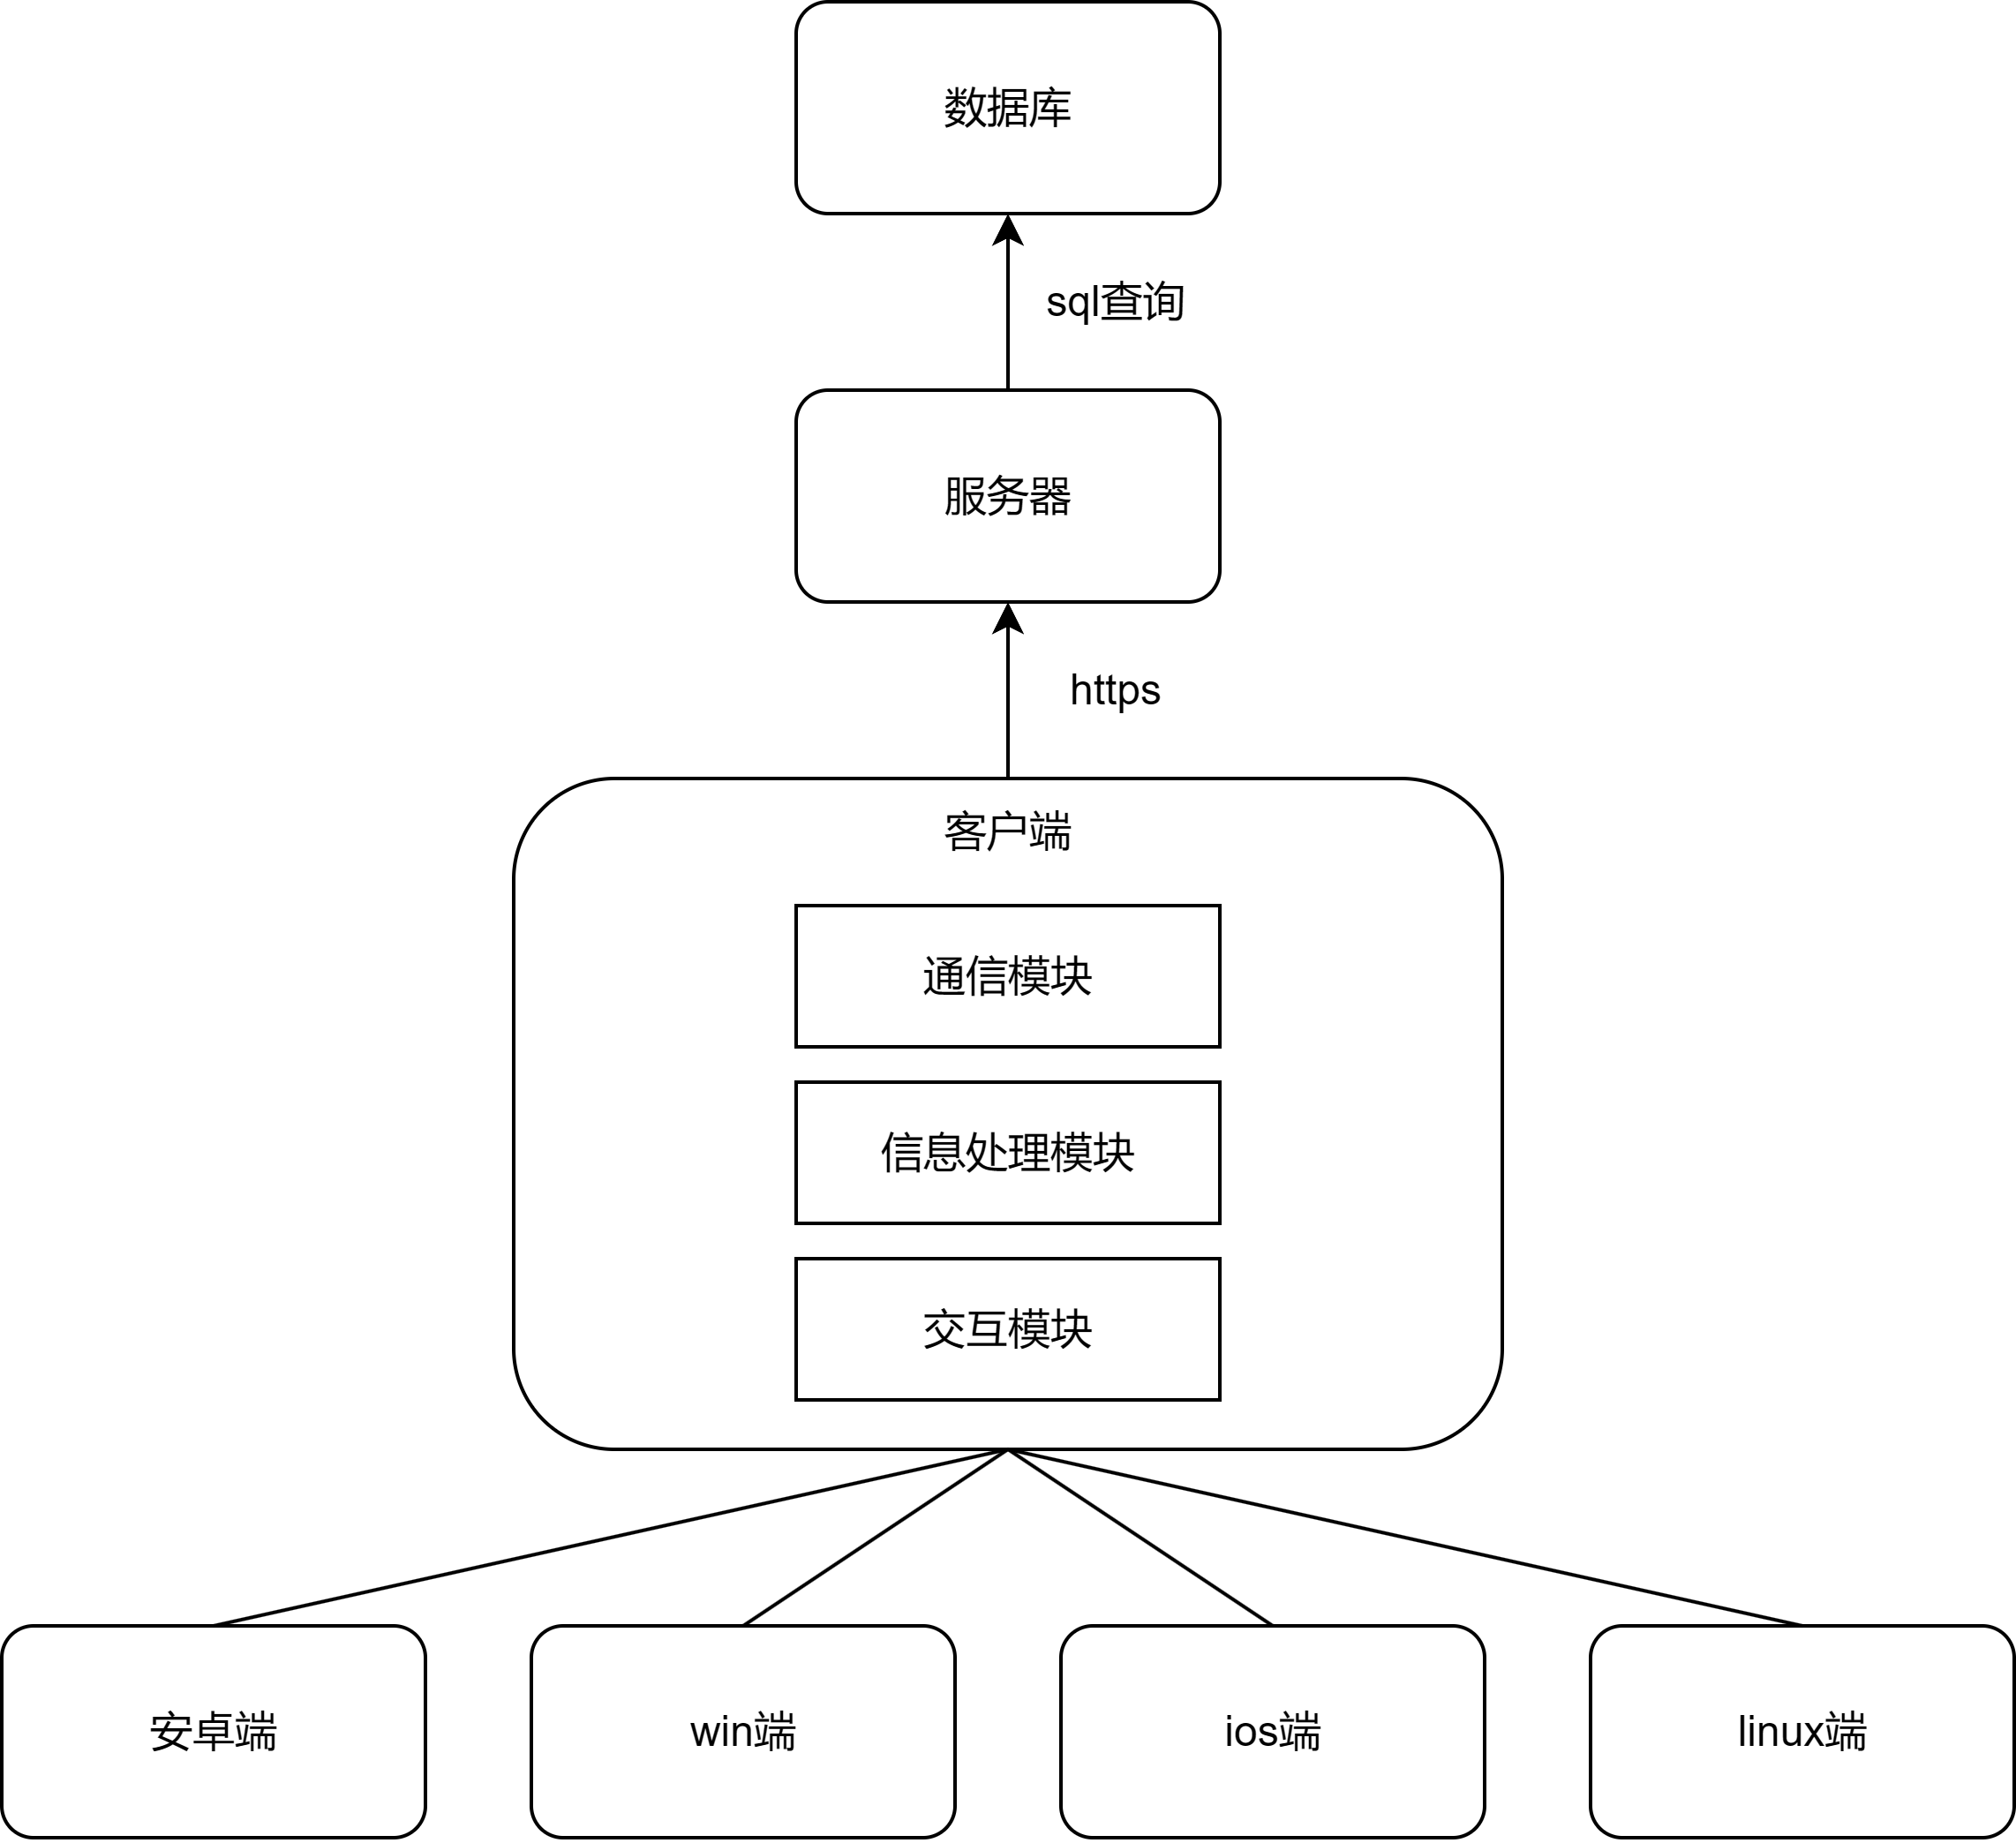 数据库
sql查询
服务器
https
客户端
通信模块
信息处理模块
交互模块
安卓端
win端
ios端
linux端